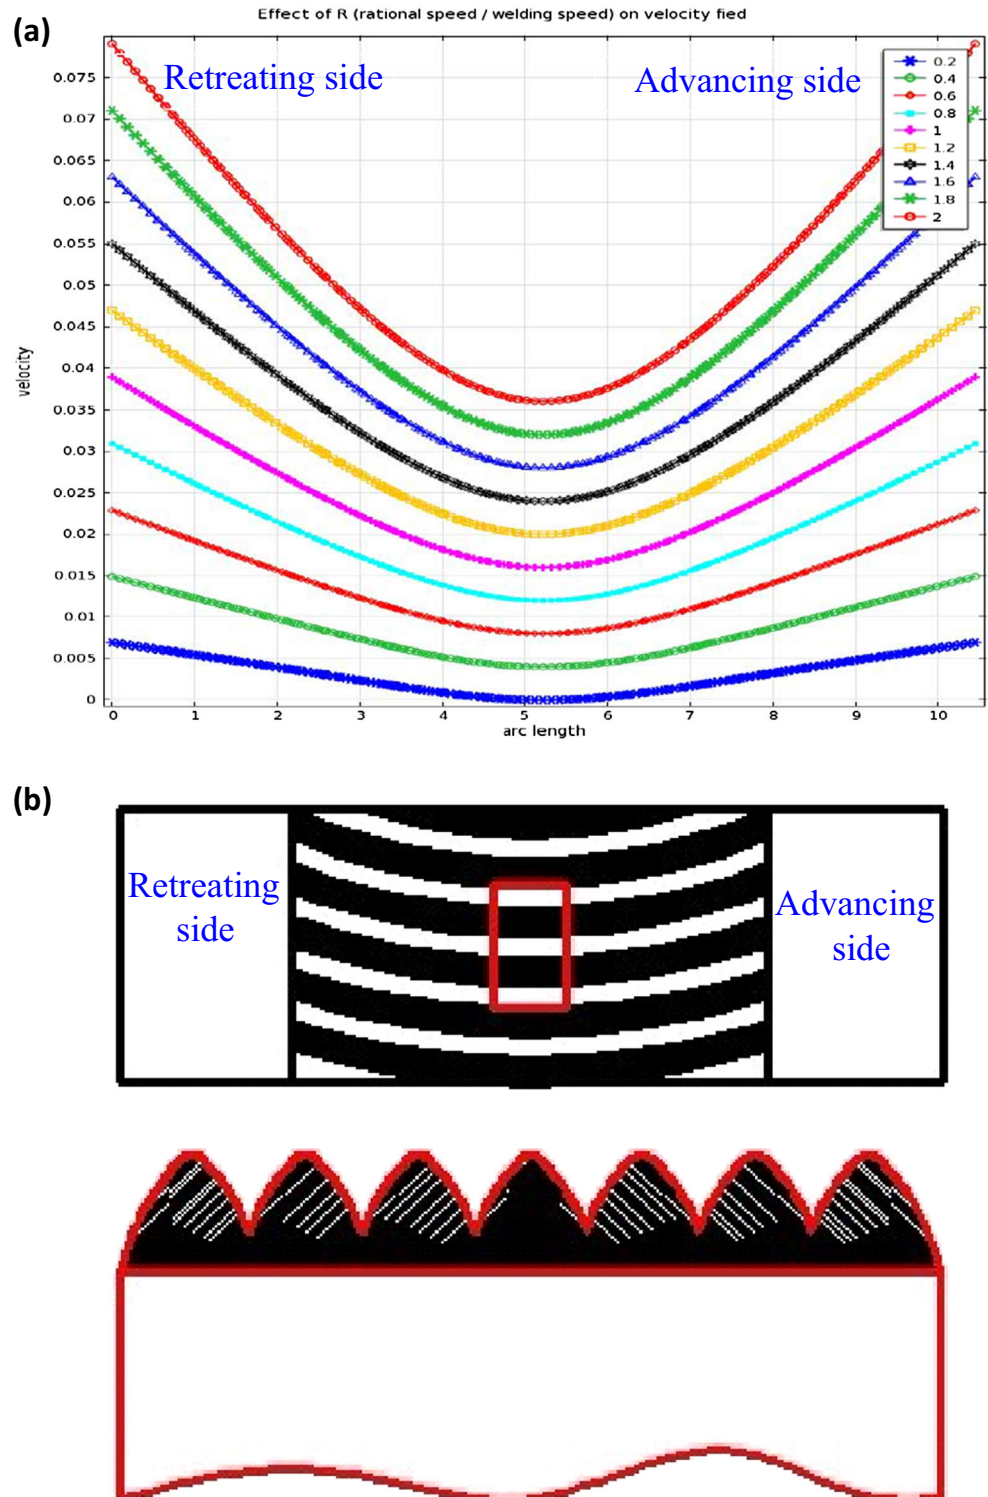 Effect of R (rational speed / welding speed) on velocity fied
(a)
Retreating side
Advancing side
0.2
0.4
0.6
0.8
1
1.2
1.4
1.6
1.8
2
0.075
0.07
0.065
0.06
0.055
0.05
0.045
0.04
0.035
0.03
0.025
0.02
0.015
0.01
0.005
0
velocity
0 1 2 3 4 5 6 7 8 9 10
arc length
(b)
Retreating
side
Advancing
side